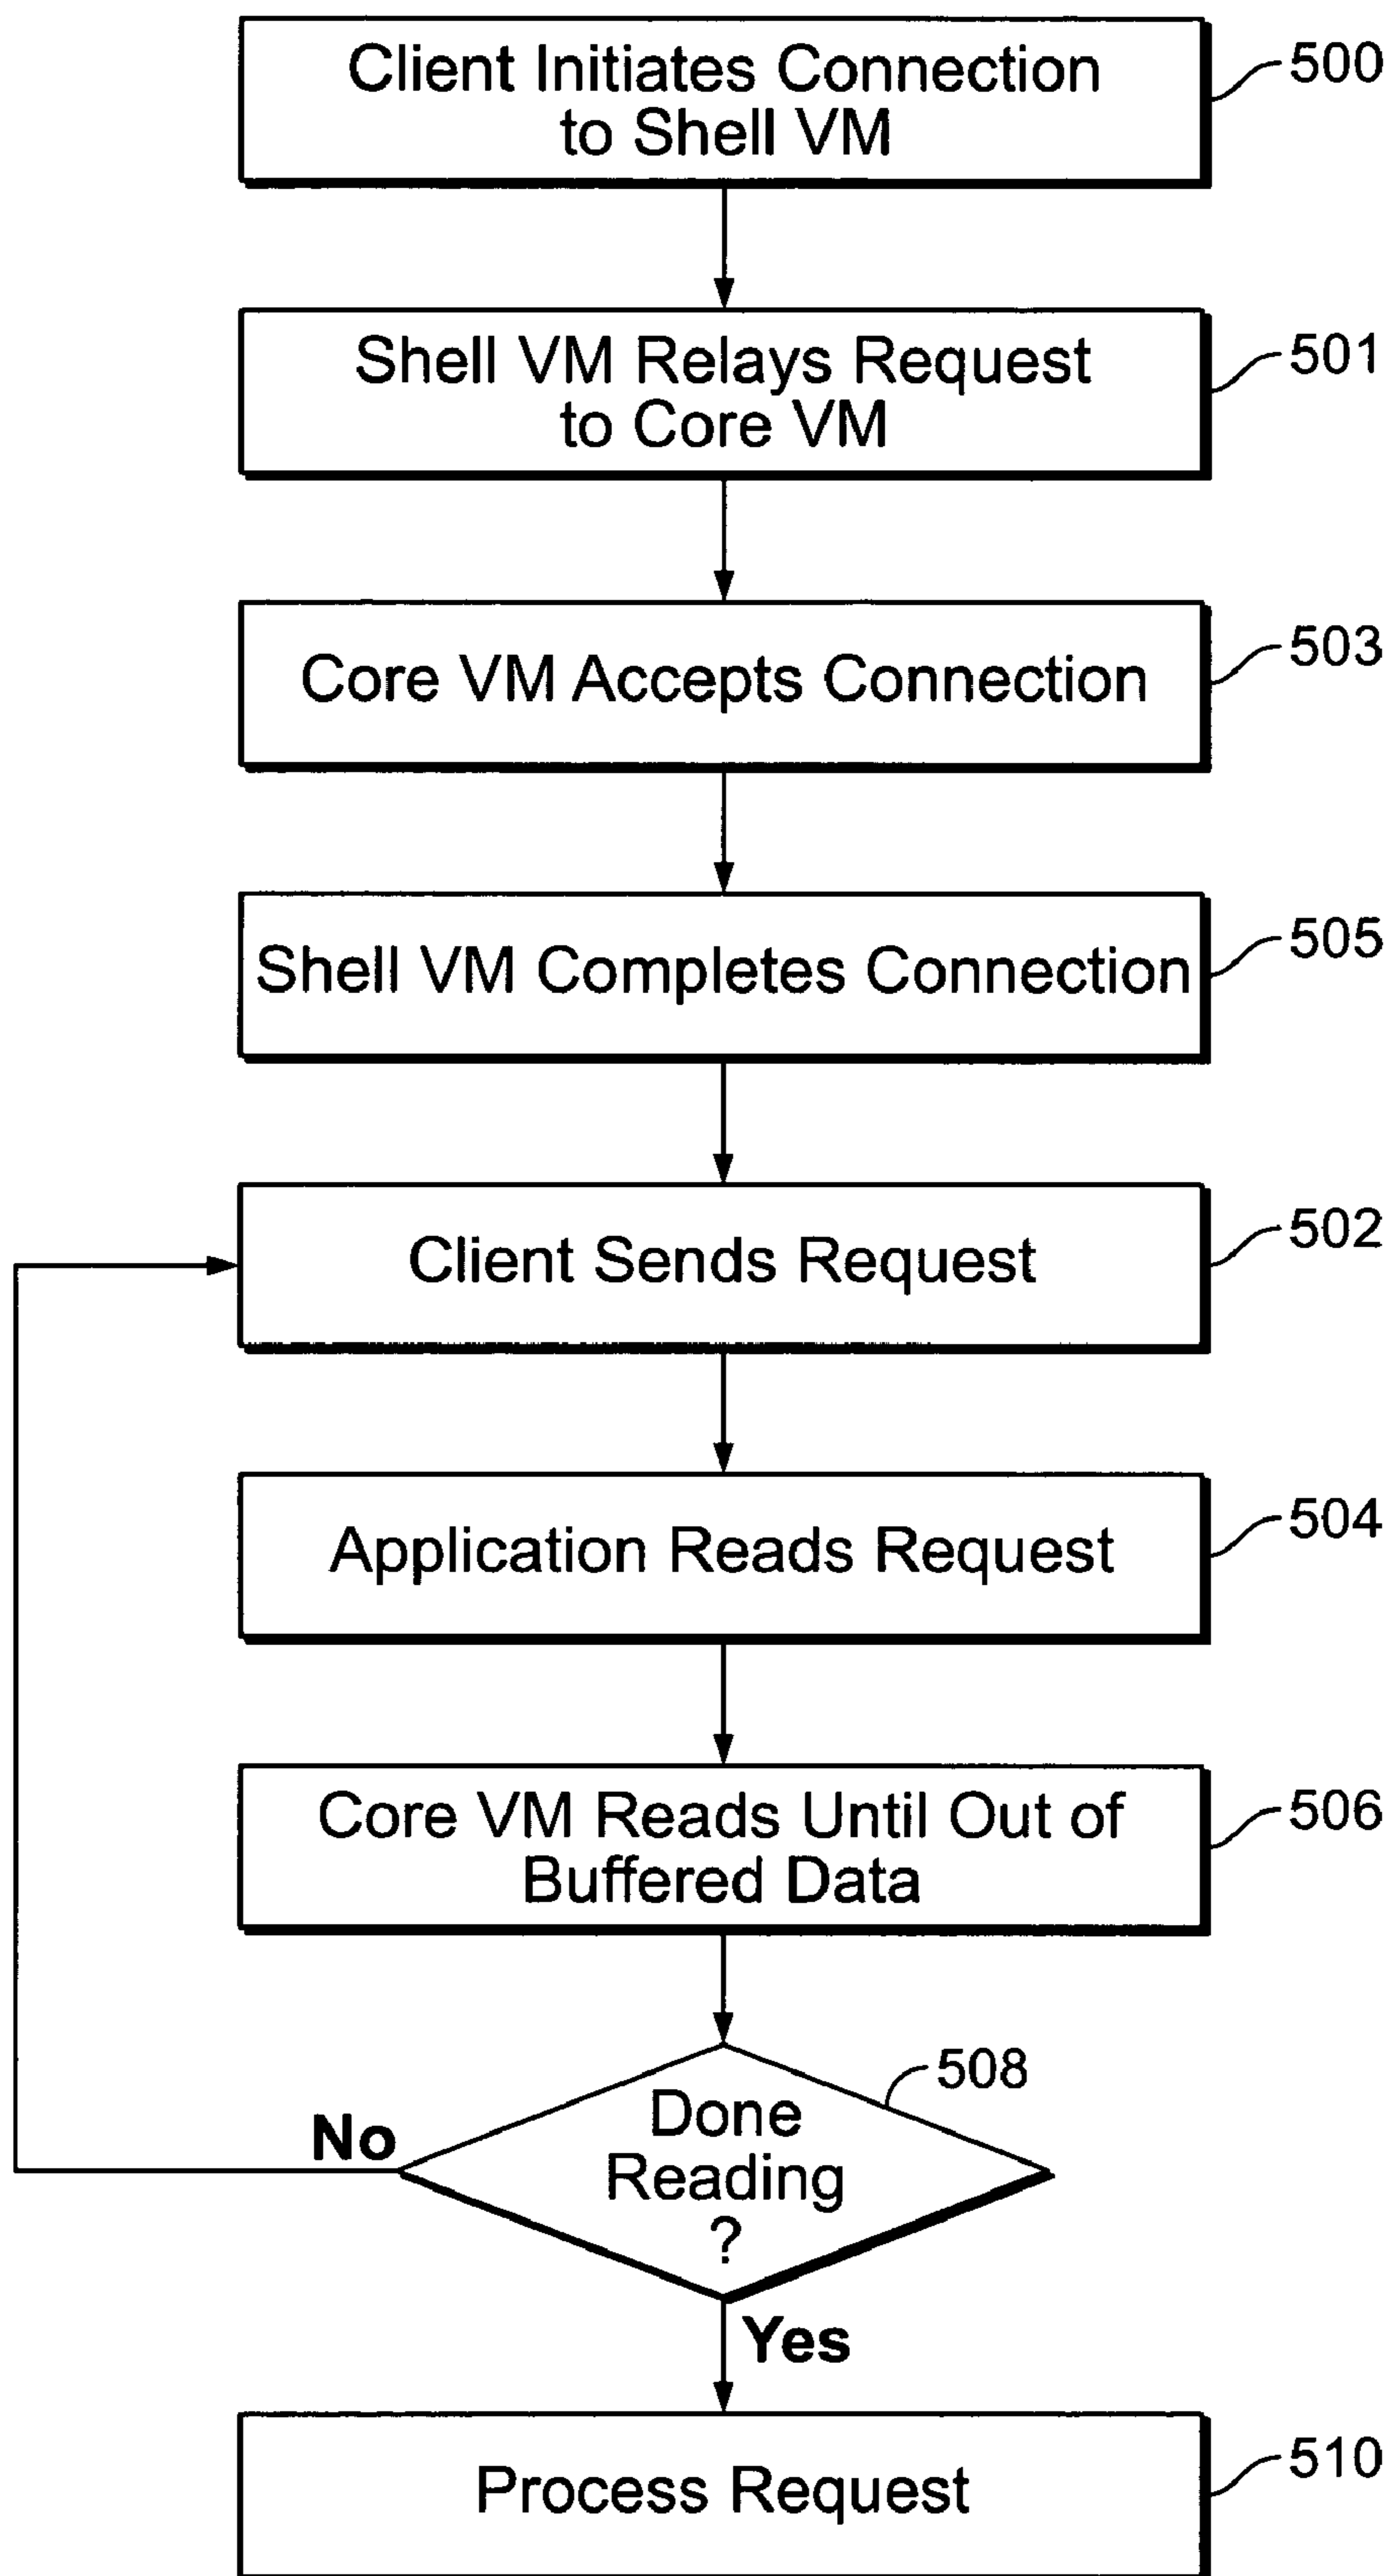 Client Initiates Connection
to Shell VM
500
Shell VM Relays Request
to Core VM
501
Core VM Accepts Connection
503
Shell VM Completes Connection
505
Client Sends Request
502
Application Reads Request
504
Core VM Reads Until Out of
Buffered Data
506
Done
Reading
?
508
No
Yes
Process Request
510